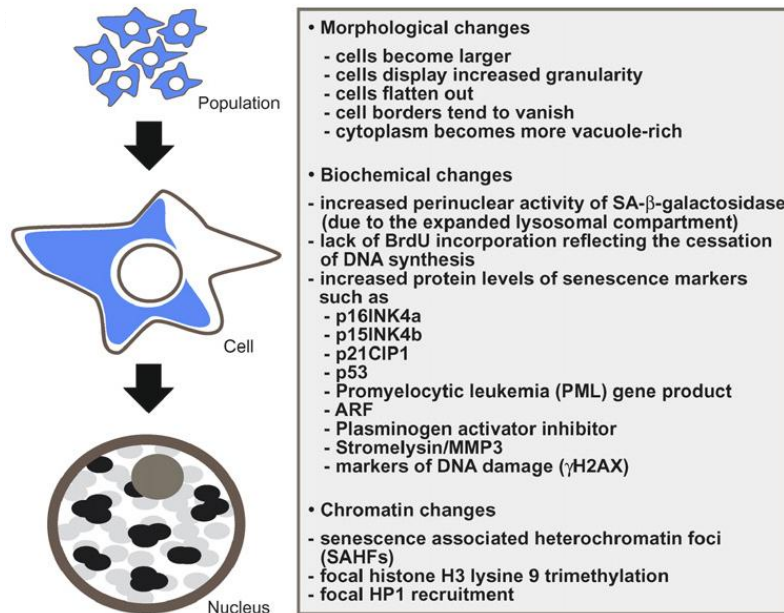 Population
Cell
Nucleus
• Morphological changes
- cells become larger
- cells display increased granularity
- cells flatten out
- cell borders tend to vanish
- cytoplasm becomes more vacuole-rich
• Biochemical changes
- increased perinuclear activity of SA-β-galactosidase
(due to the expanded lysosomal compartment)
- lack of BrdU incorporation reflecting the cessation
of DNA synthesis
- increased protein levels of senescence markers
such as
- p16INK4a
- p15INK4b
- p21CIP1
- p53
- Promyelocytic leukemia (PML) gene product
- ARF
- Plasminogen activator inhibitor
- Stromelysin/MMP3
- markers of DNA damage (γH2AX)
• Chromatin changes
- senescence associated heterochromatin foci
(SAHFs)
- focal histone H3 lysine 9 trimethylation
- focal HP1 recruitment